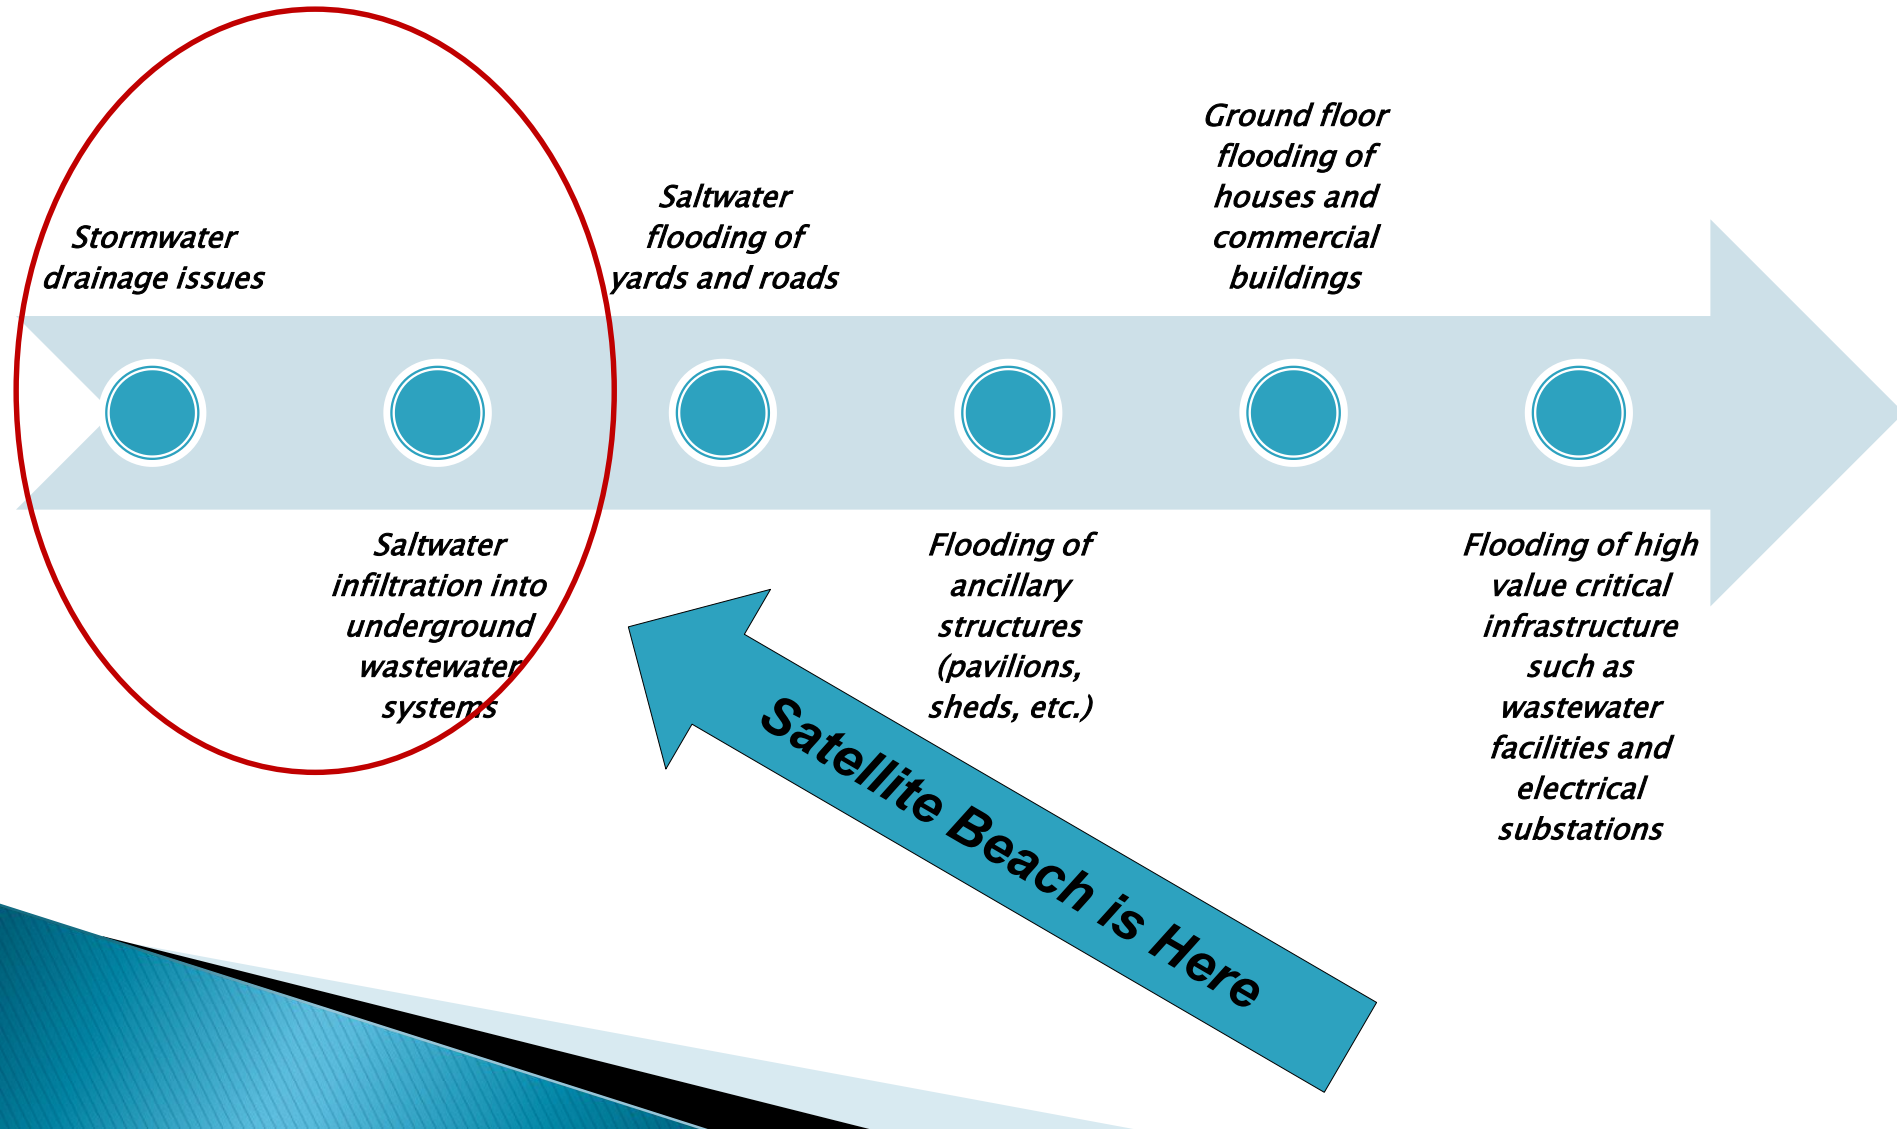 Stormwater
drainage issues
Saltwater
infiltration into
underground
wastewater
systems
Saltwater
flooding of
yards and roads
Flooding of
ancillary
structures
(pavilions,
sheds, etc.)
Ground floor
flooding of
houses and
commercial
buildings
Flooding of high
value critical
infrastructure
such as
wastewater
facilities and
electrical
substations
Satellite Beach is Here